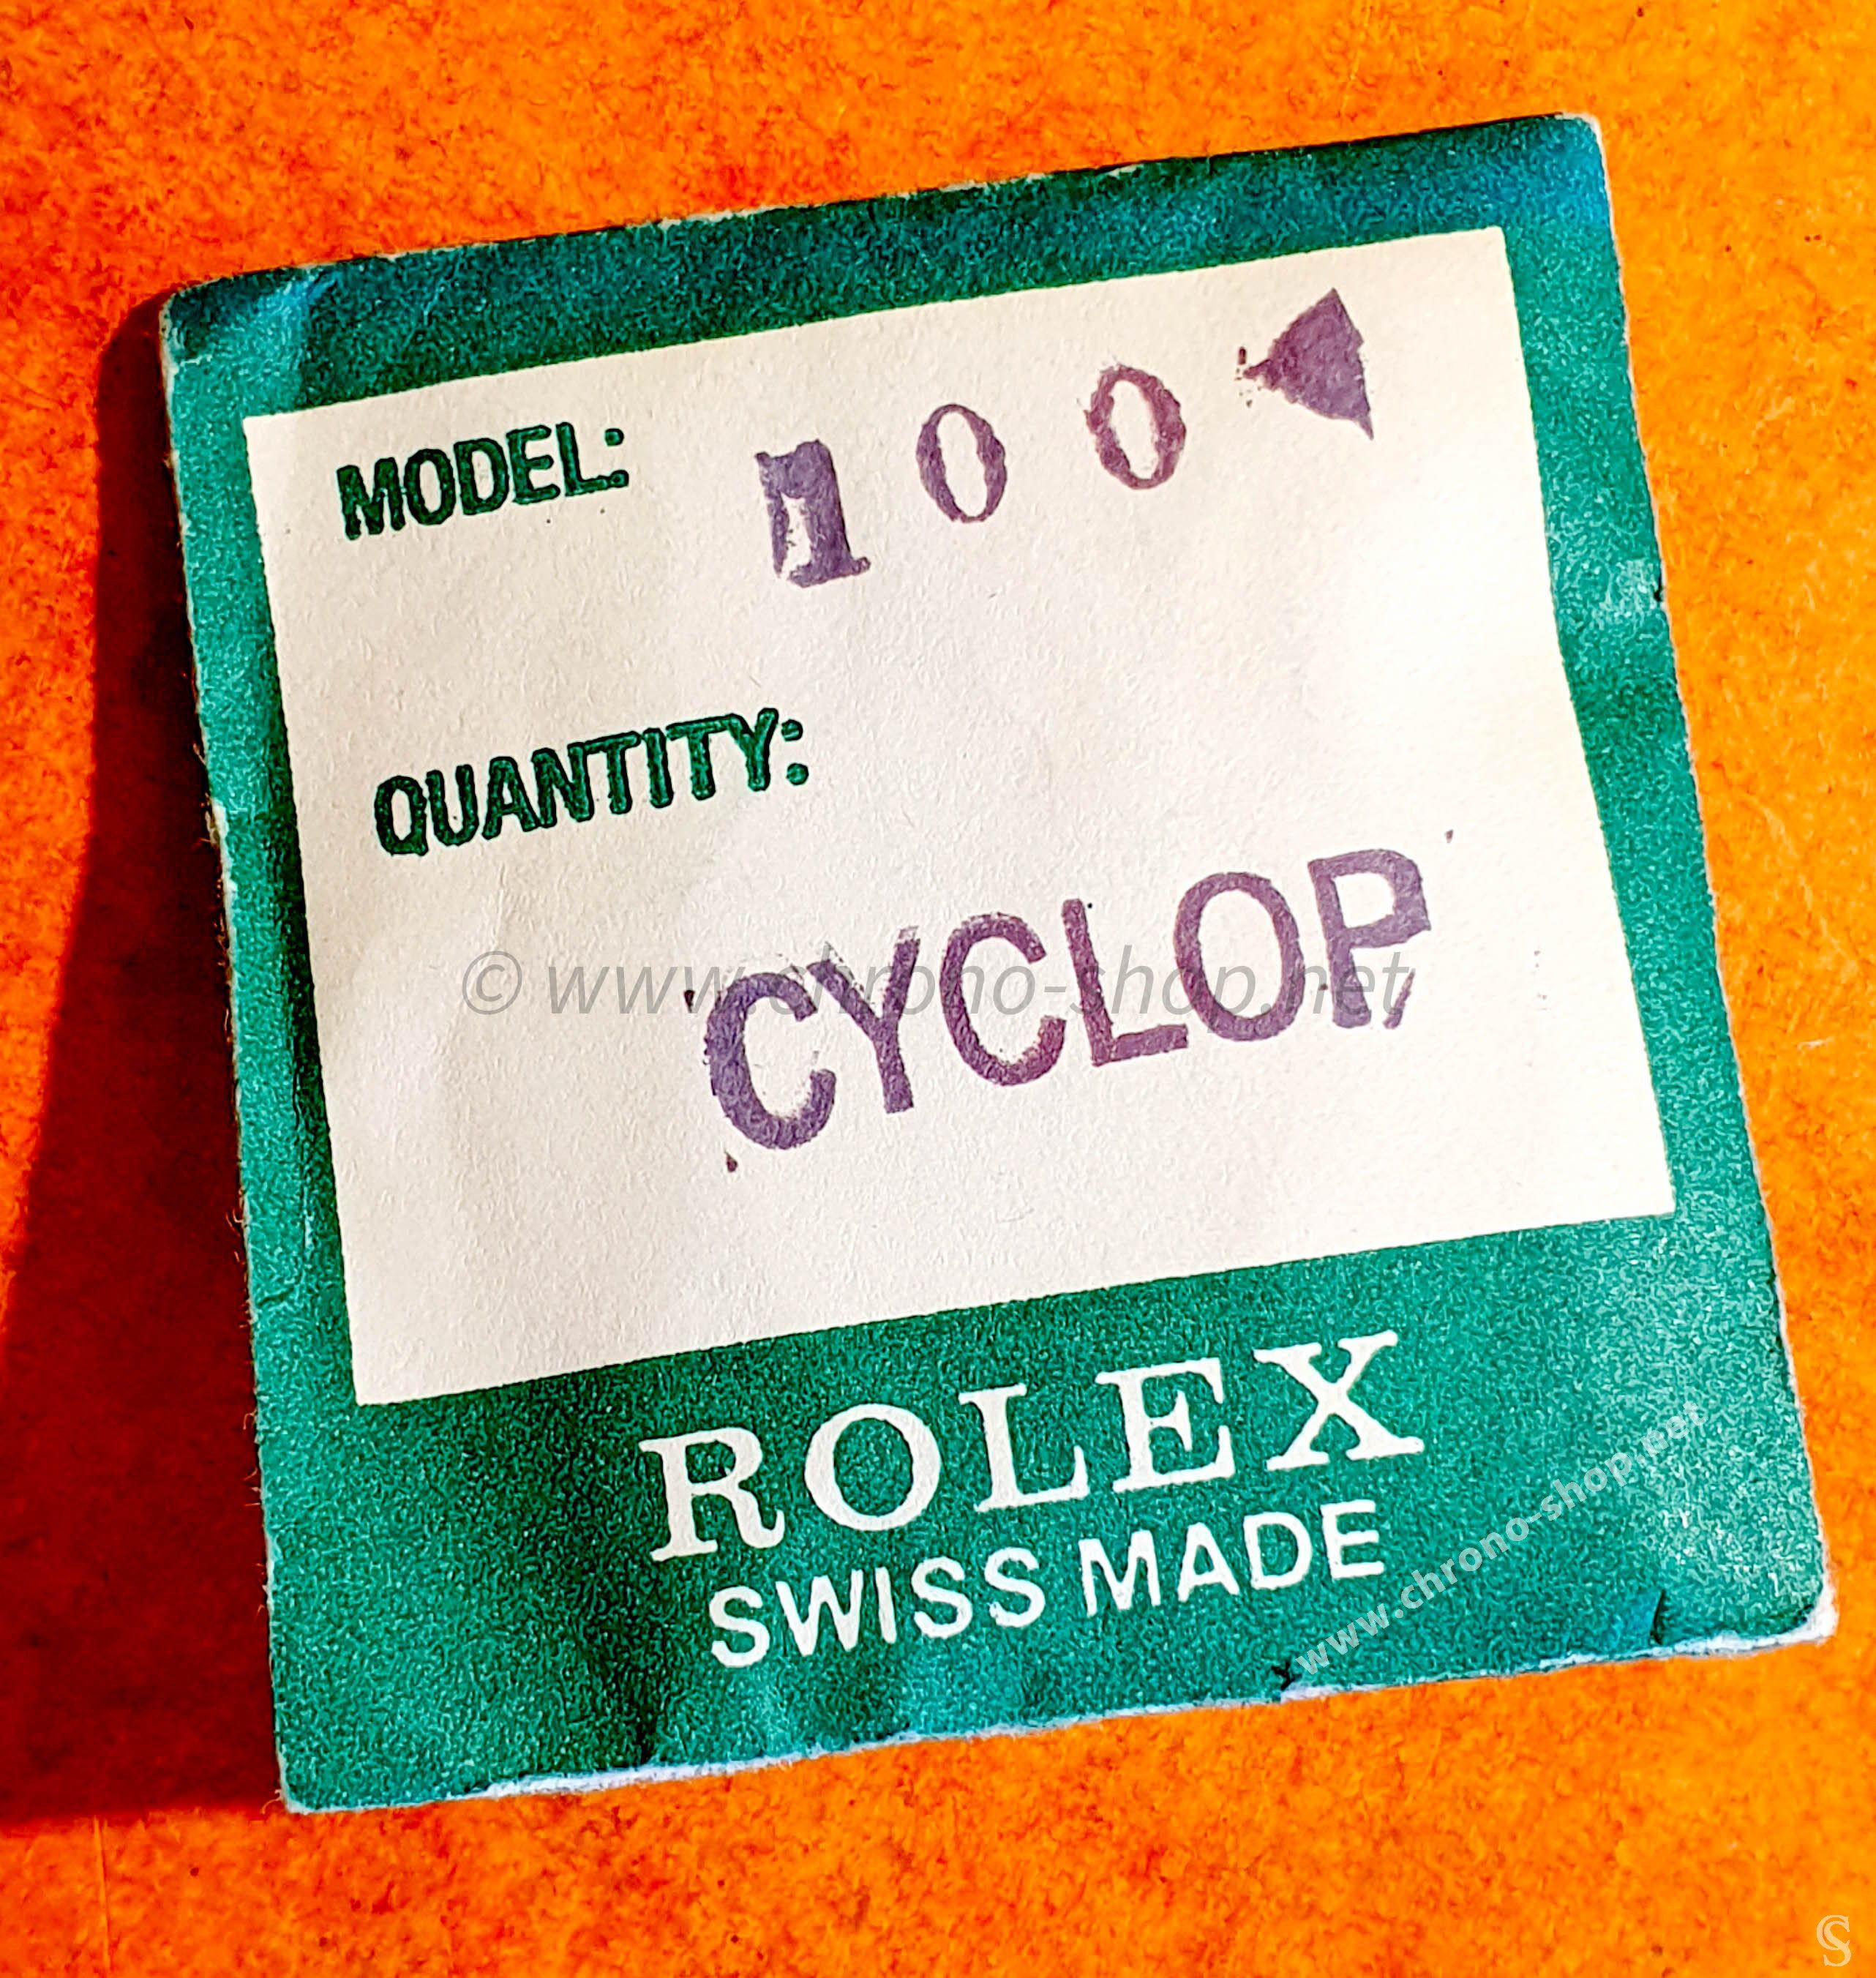 MODEL: 100
QUANTITY:
CYCLOP
© www.chrono-shop.net
ROLEX
SWISS MADE
www.chrono-shop.net